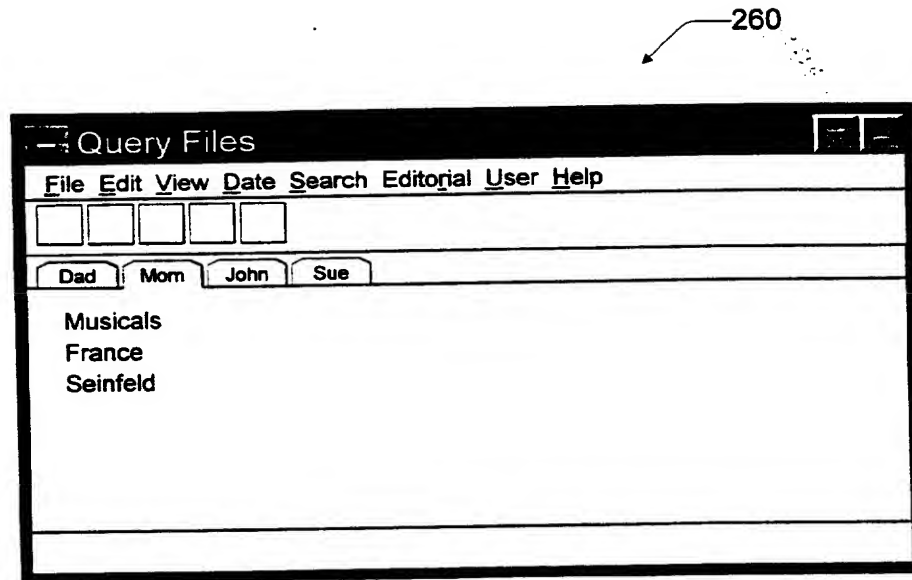 260
Query Files
File Edit View Date Search Editorial User Help
Dad Mom John Sue
Musicals
France
Seinfeld